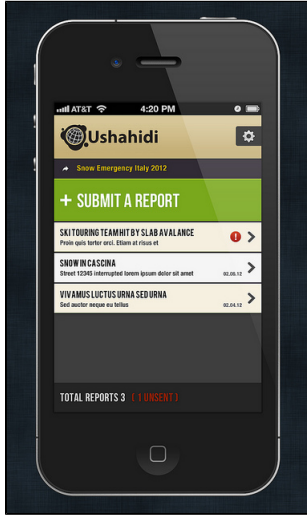 AT&T 4:20 PM
Ushahidi
Snow Emergency Italy 2012
+ SUBMIT A REPORT
SKI TOURING TEAM HIT BY SLAB AVALANCE
Proin quis tortor orci. Etiam at risus et
SNOW IN CASCINA
Street 12345 interrupted lorem ipsum dolor sit amet 02.05.12
VIVAMUS LUCTUS URNA SED URNA
Sed auctor neque eu tellus 02.04.12
TOTAL REPORTS 3 [ 1 UNSENT ]